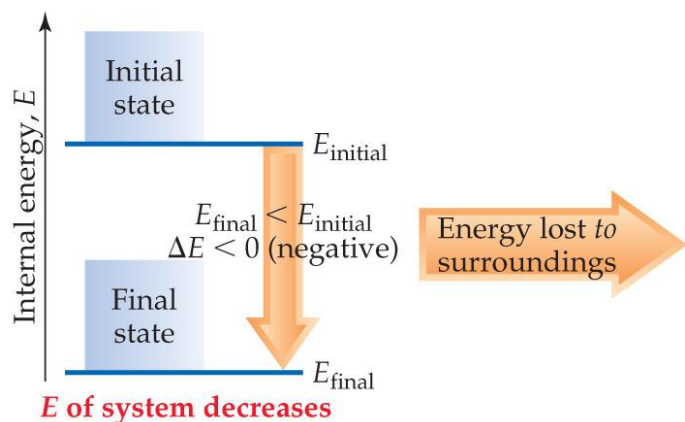 Internal energy, E
Initial
state
E_initial
E_final < E_initial
ΔE < 0 (negative)
Energy lost to
surroundings
Final
state
E_final
E of system decreases